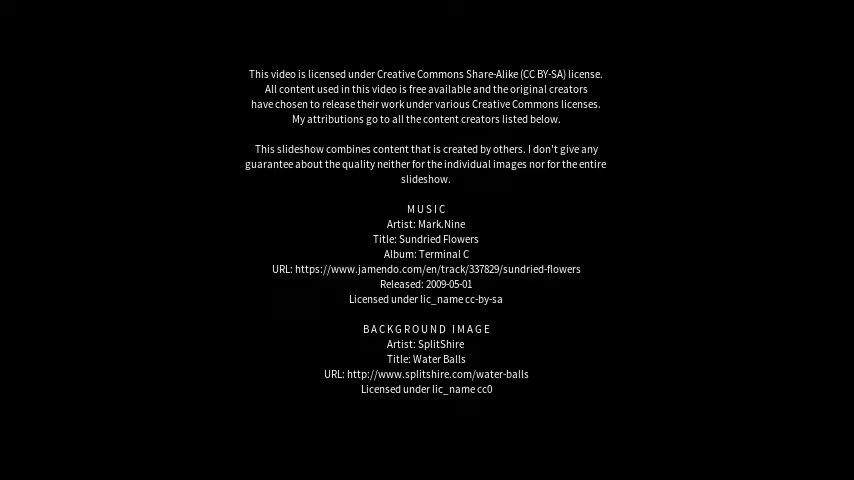 This video is licensed under Creative Commons Share-Alike (CC BY-SA) license.
All content used in this video is free available and the original creators
have chosen to release their work under various Creative Commons licenses.
My attributions go to all the content creators listed below.
This slideshow combines content that is created by others. I don't give any
guarantee about the quality neither for the individual images nor for the entire
slideshow.
MUSIC
Artist: Mark.Nine
Title: Sundried Flowers
Album: Terminal C
URL: https://www.jamendo.com/en/track/337829/sundried-flowers
Released: 2009-05-01
Licensed under lic_name cc-by-sa
BACKGROUND IMAGE
Artist: SplitShire
Title: Water Balls
URL: http://www.splitshire.com/water-balls
Licensed under lic_name cc0